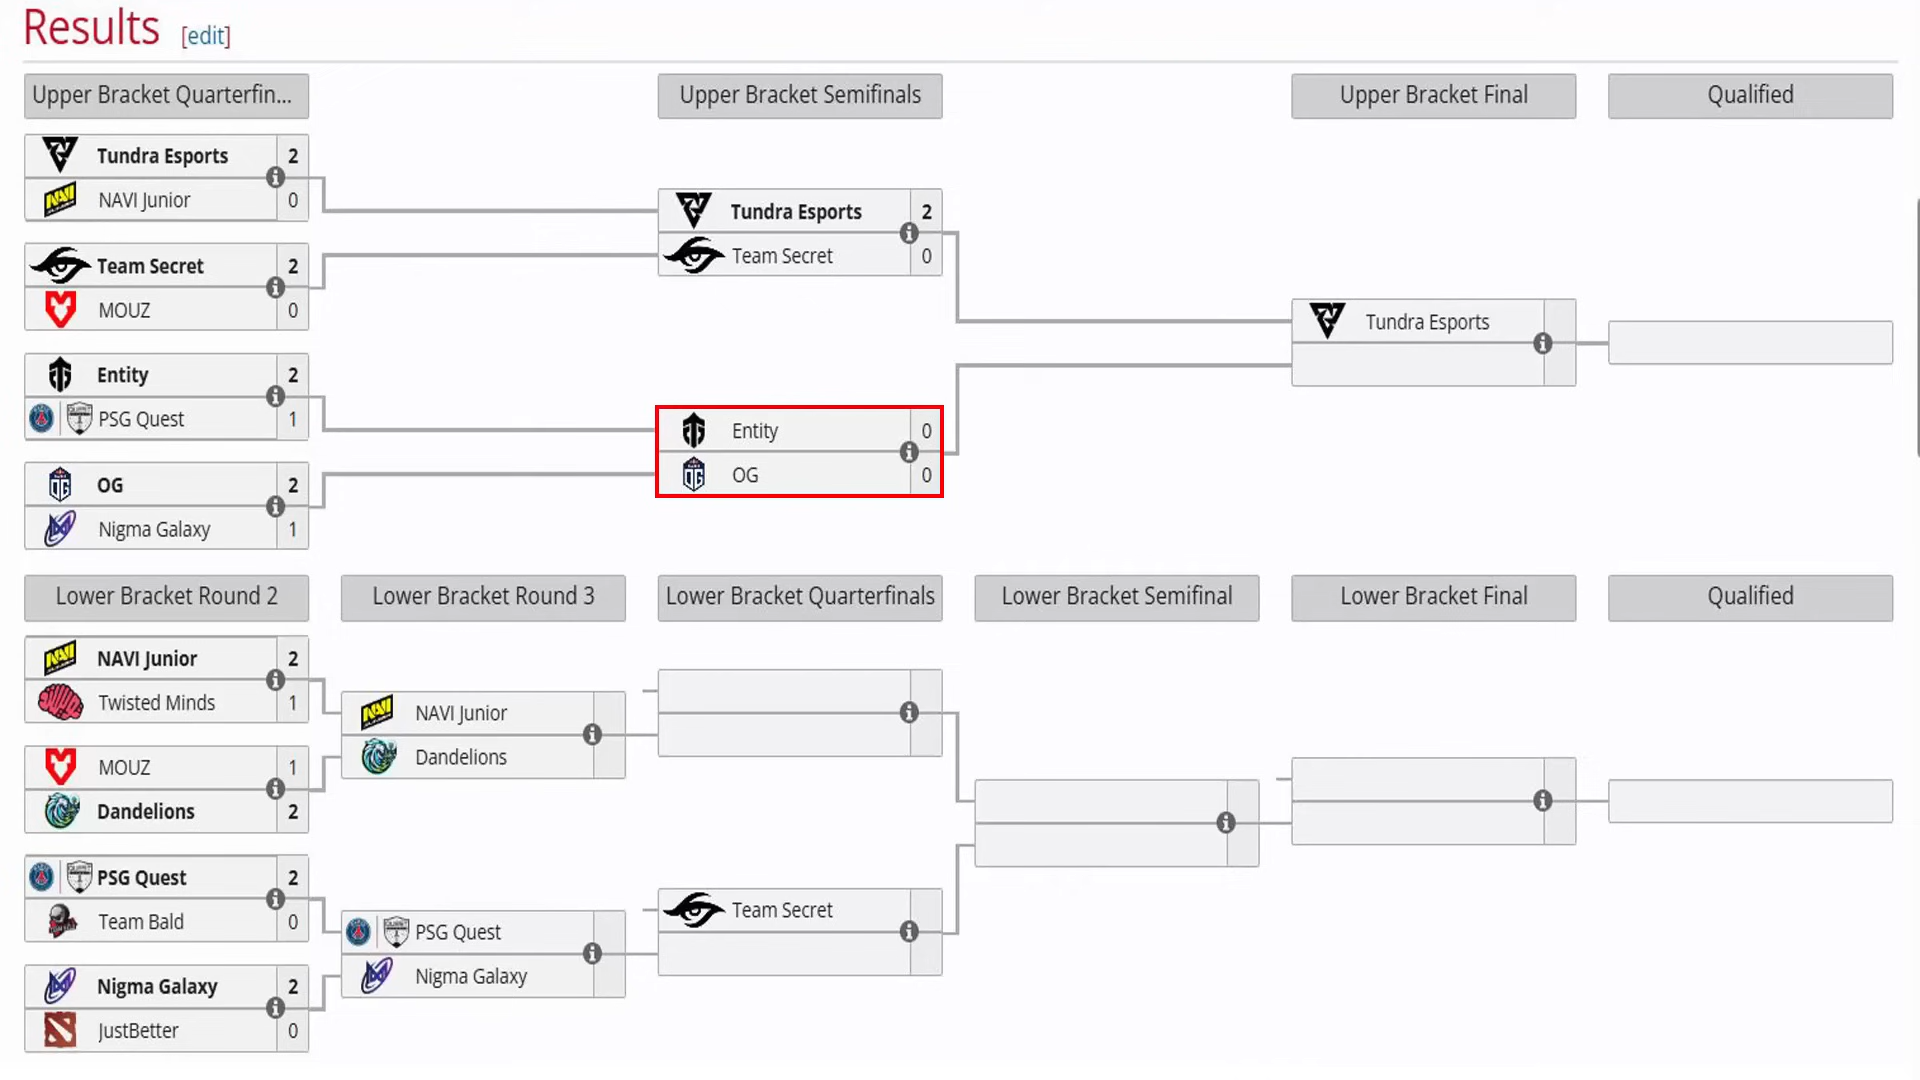 Results [edit]
Upper Bracket Quarterfin... Upper Bracket Semifinals Upper Bracket Final Qualified
Tundra Esports 2
NAVI Junior 0
Team Secret 2
MOUZ 0
Entity 2
PSG Quest 1
OG 2
Nigma Galaxy 1
Tundra Esports 2
Team Secret 0
Entity 0
OG 0
Tundra Esports
Lower Bracket Round 2 Lower Bracket Round 3 Lower Bracket Quarterfinals Lower Bracket Semifinal Lower Bracket Final Qualified
NAVI Junior 2
Twisted Minds 1
MOUZ 1
Dandelions 2
PSG Quest 2
Team Bald 0
Nigma Galaxy 2
JustBetter 0
NAVI Junior
Dandelions
PSG Quest
Nigma Galaxy
Team Secret